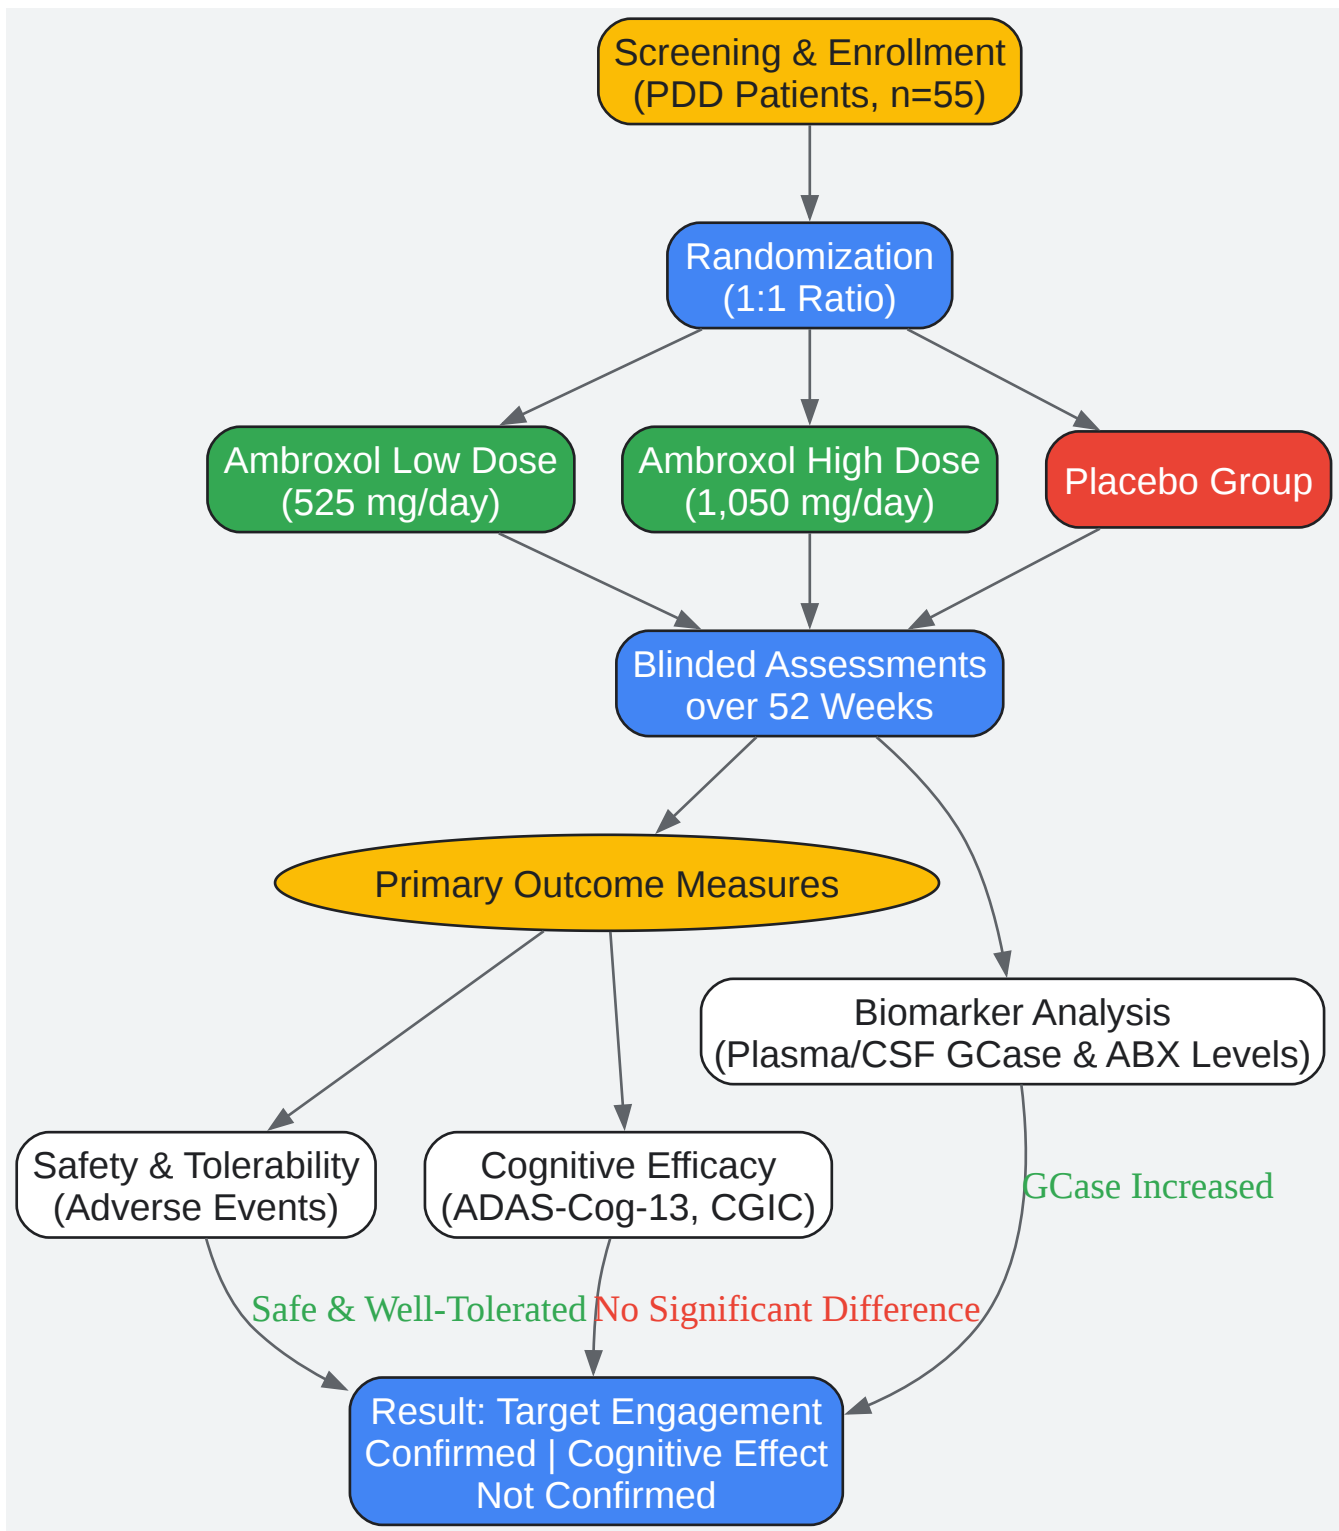 Screening & Enrollment
(PDD Patients, n=55)
Randomization
(1:1 Ratio)
Ambroxol Low Dose
(525 mg/day)
Ambroxol High Dose
(1,050 mg/day)
Placebo Group
Blinded Assessments
over 52 Weeks
Primary Outcome Measures
Biomarker Analysis
(Plasma/CSF GCase & ABX Levels)
Safety & Tolerability
(Adverse Events)
Cognitive Efficacy
(ADAS-Cog-13, CGIC)
GCase Increased
Safe & Well-Tolerated
No Significant Difference
Result: Target Engagement
Confirmed | Cognitive Effect
Not Confirmed